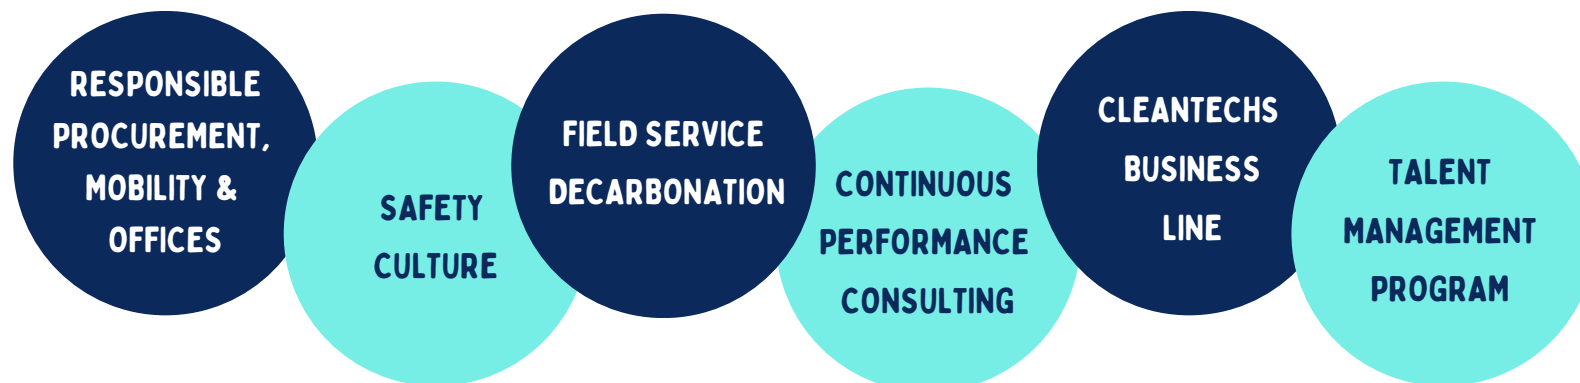 RESPONSIBLE
PROCUREMENT,
MOBILITY &
OFFICES
SAFETY
CULTURE
FIELD SERVICE
DECARBONATION
CONTINUOUS
PERFORMANCE
CONSULTING
CLEANTECHS
BUSINESS
LINE
TALENT
MANAGEMENT
PROGRAM